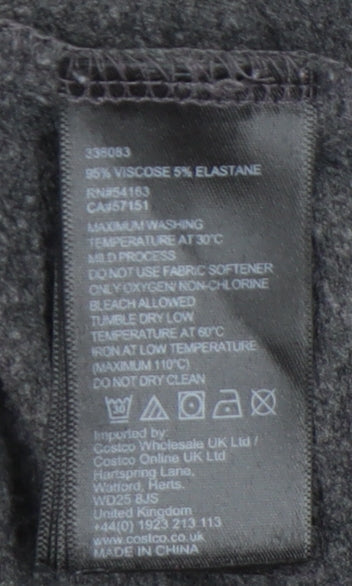 336083
95% VISCOSE 5% ELASTANE
RN#54163
CA#57151
MAXIMUM WASHING
TEMPERATURE AT 30°C
MILD PROCESS
DO NOT USE FABRIC SOFTENER
ONLY OXYGEN/ NON-CHLORINE
BLEACH ALLOWED
TUMBLE DRY LOW
TEMPERATURE AT 60°C
IRON AT LOW TEMPERATURE
(MAXIMUM 110°C)
DO NOT DRY CLEAN
30
Imported by:
Costco Wholesale UK Ltd /
Costco Online UK Ltd
Hartspring Lane,
Watford, Herts.
WD25 8JS
United Kingdom
+44(0) 1923 213 113
www.costco.co.uk
MADE IN CHINA